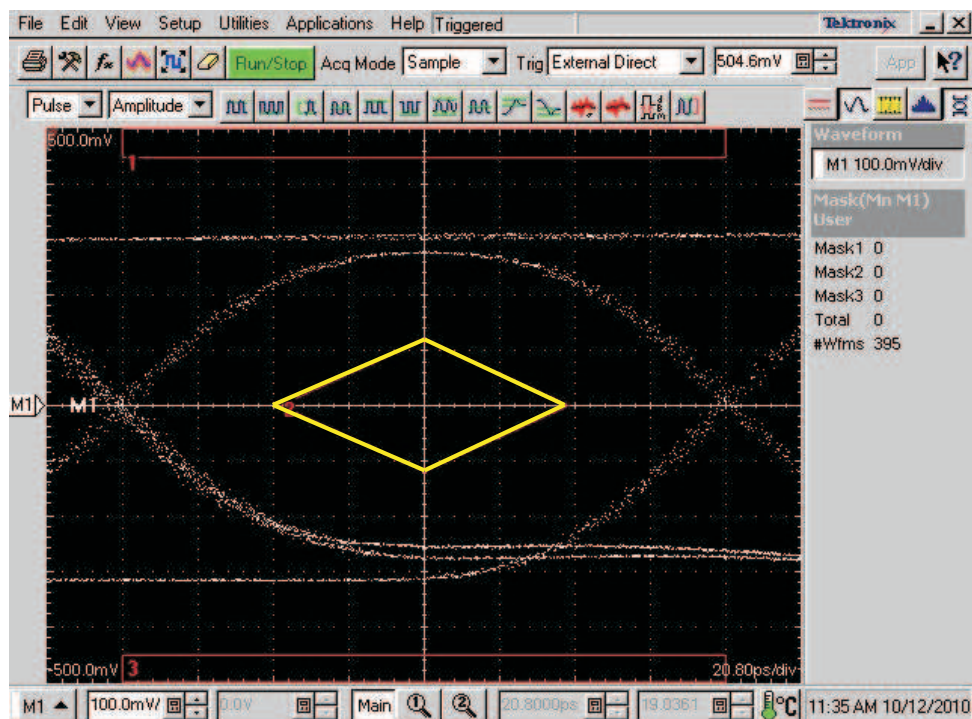 File Edit View Setup Utilities Applications Help Triggered Tektronix
Run/Stop Acq Mode Sample Trig External Direct 504.6mV App
Pulse Amplitude
500.0mV
1
Waveform
M1 100.0mV/div
Mask(Mn M1)
User
Mask1 0
Mask2 0
Mask3 0
Total 0
#Wfms 395
M1 M1
2
-500.0mV 3 20.80ps/div
M1 100.0mV/ 0.0V Main 1 2 20.8000ps 19.0361 °C 11:35 AM 10/12/2010